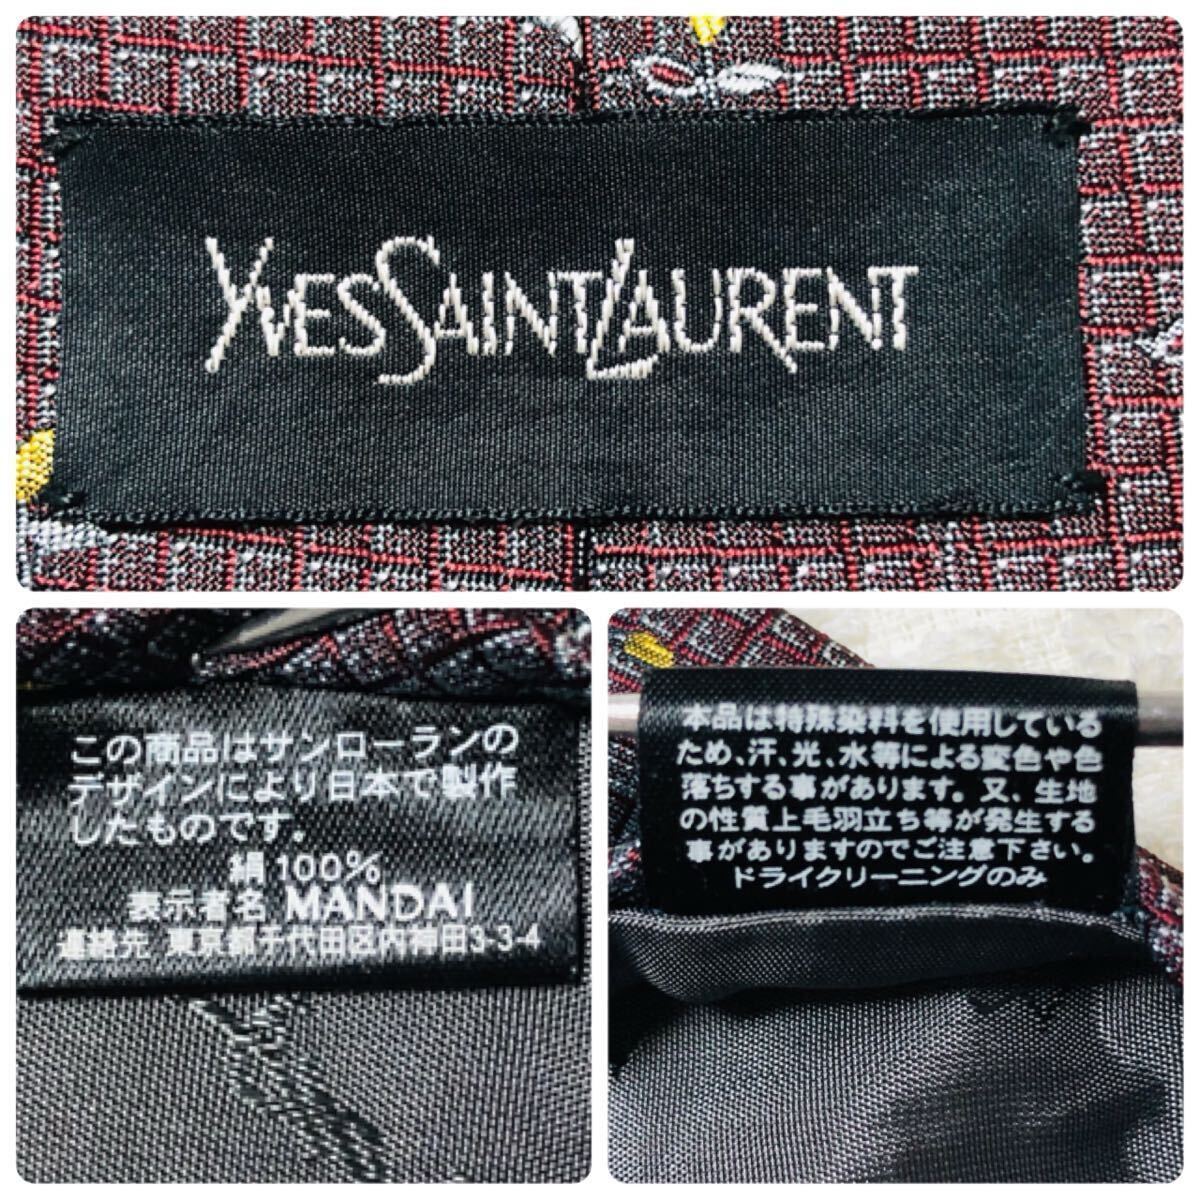 YVESSAINTLAURENT
この商品はサンローランの
デザインにより日本で製作
したものです。
絹100%
表示者名 MANDAI
連絡先 東京都千代田区内神田3-3-4
本品は特殊染料を使用している
ため、汗、光、水等による変色や色
落ちする事があります。又、生地
の性質上毛羽立ち等が発生する
事がありますのでご注意下さい。
ドライクリーニングのみ